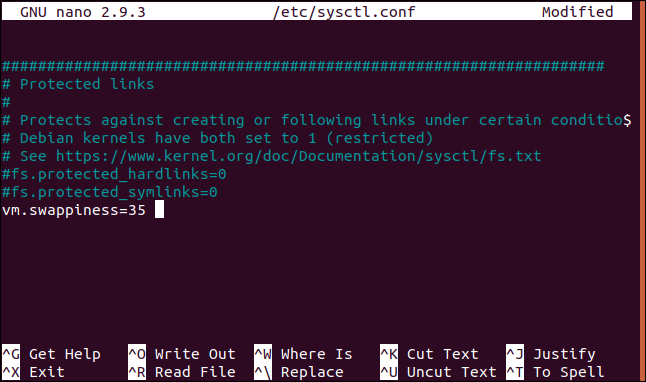 GNU nano 2.9.3 /etc/sysctl.conf Modified
###################################################################
# Protected links
#
# Protects against creating or following links under certain conditio$
# Debian kernels have both set to 1 (restricted)
# See https://www.kernel.org/doc/Documentation/sysctl/fs.txt
#fs.protected_hardlinks=0
#fs.protected_symlinks=0
vm.swappiness=35
^G Get Help ^O Write Out ^W Where Is ^K Cut Text ^J Justify
^X Exit ^R Read File ^\ Replace ^U Uncut Text ^T To Spell